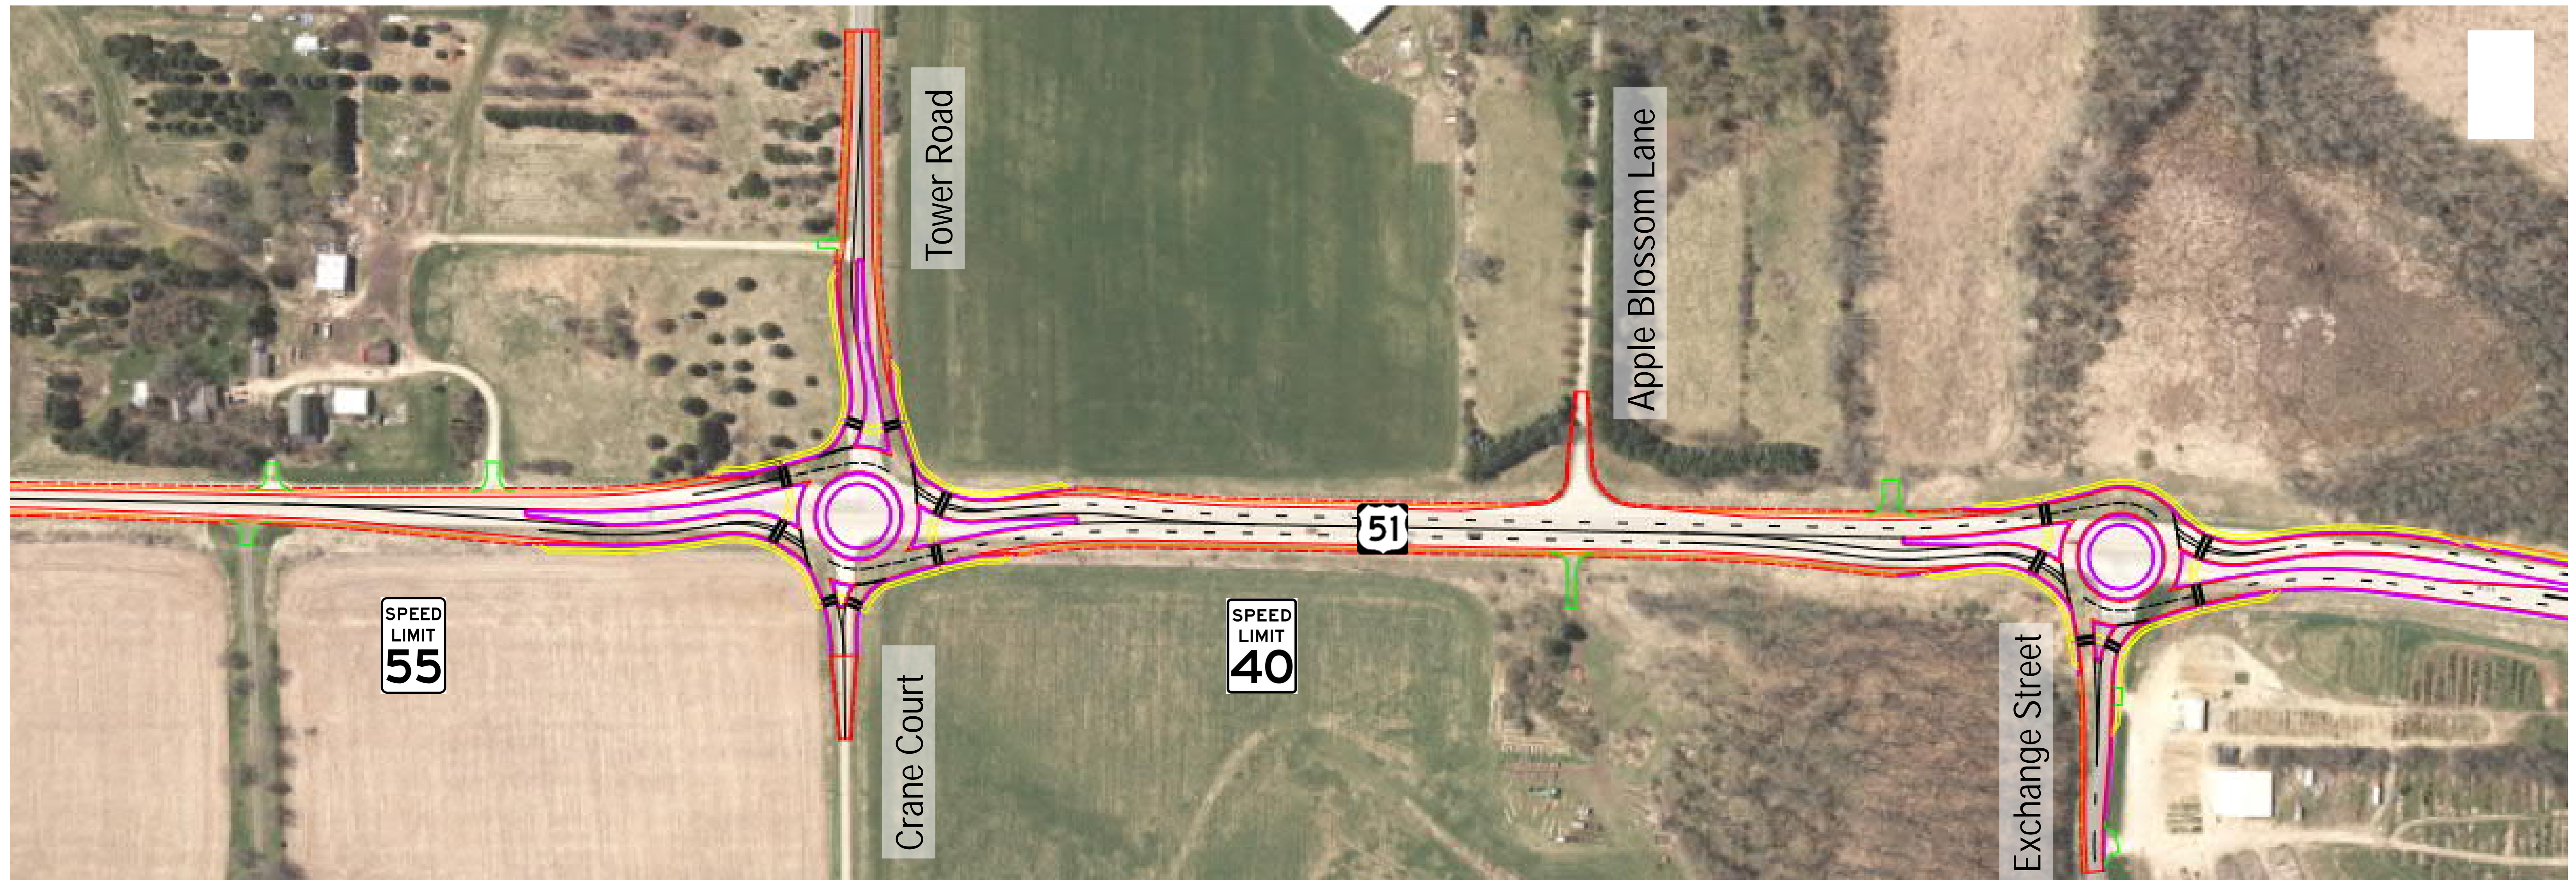 Tower Road
Apple Blossom Lane
51
SPEED
LIMIT
55
SPEED
LIMIT
40
Crane Court
Exchange Street